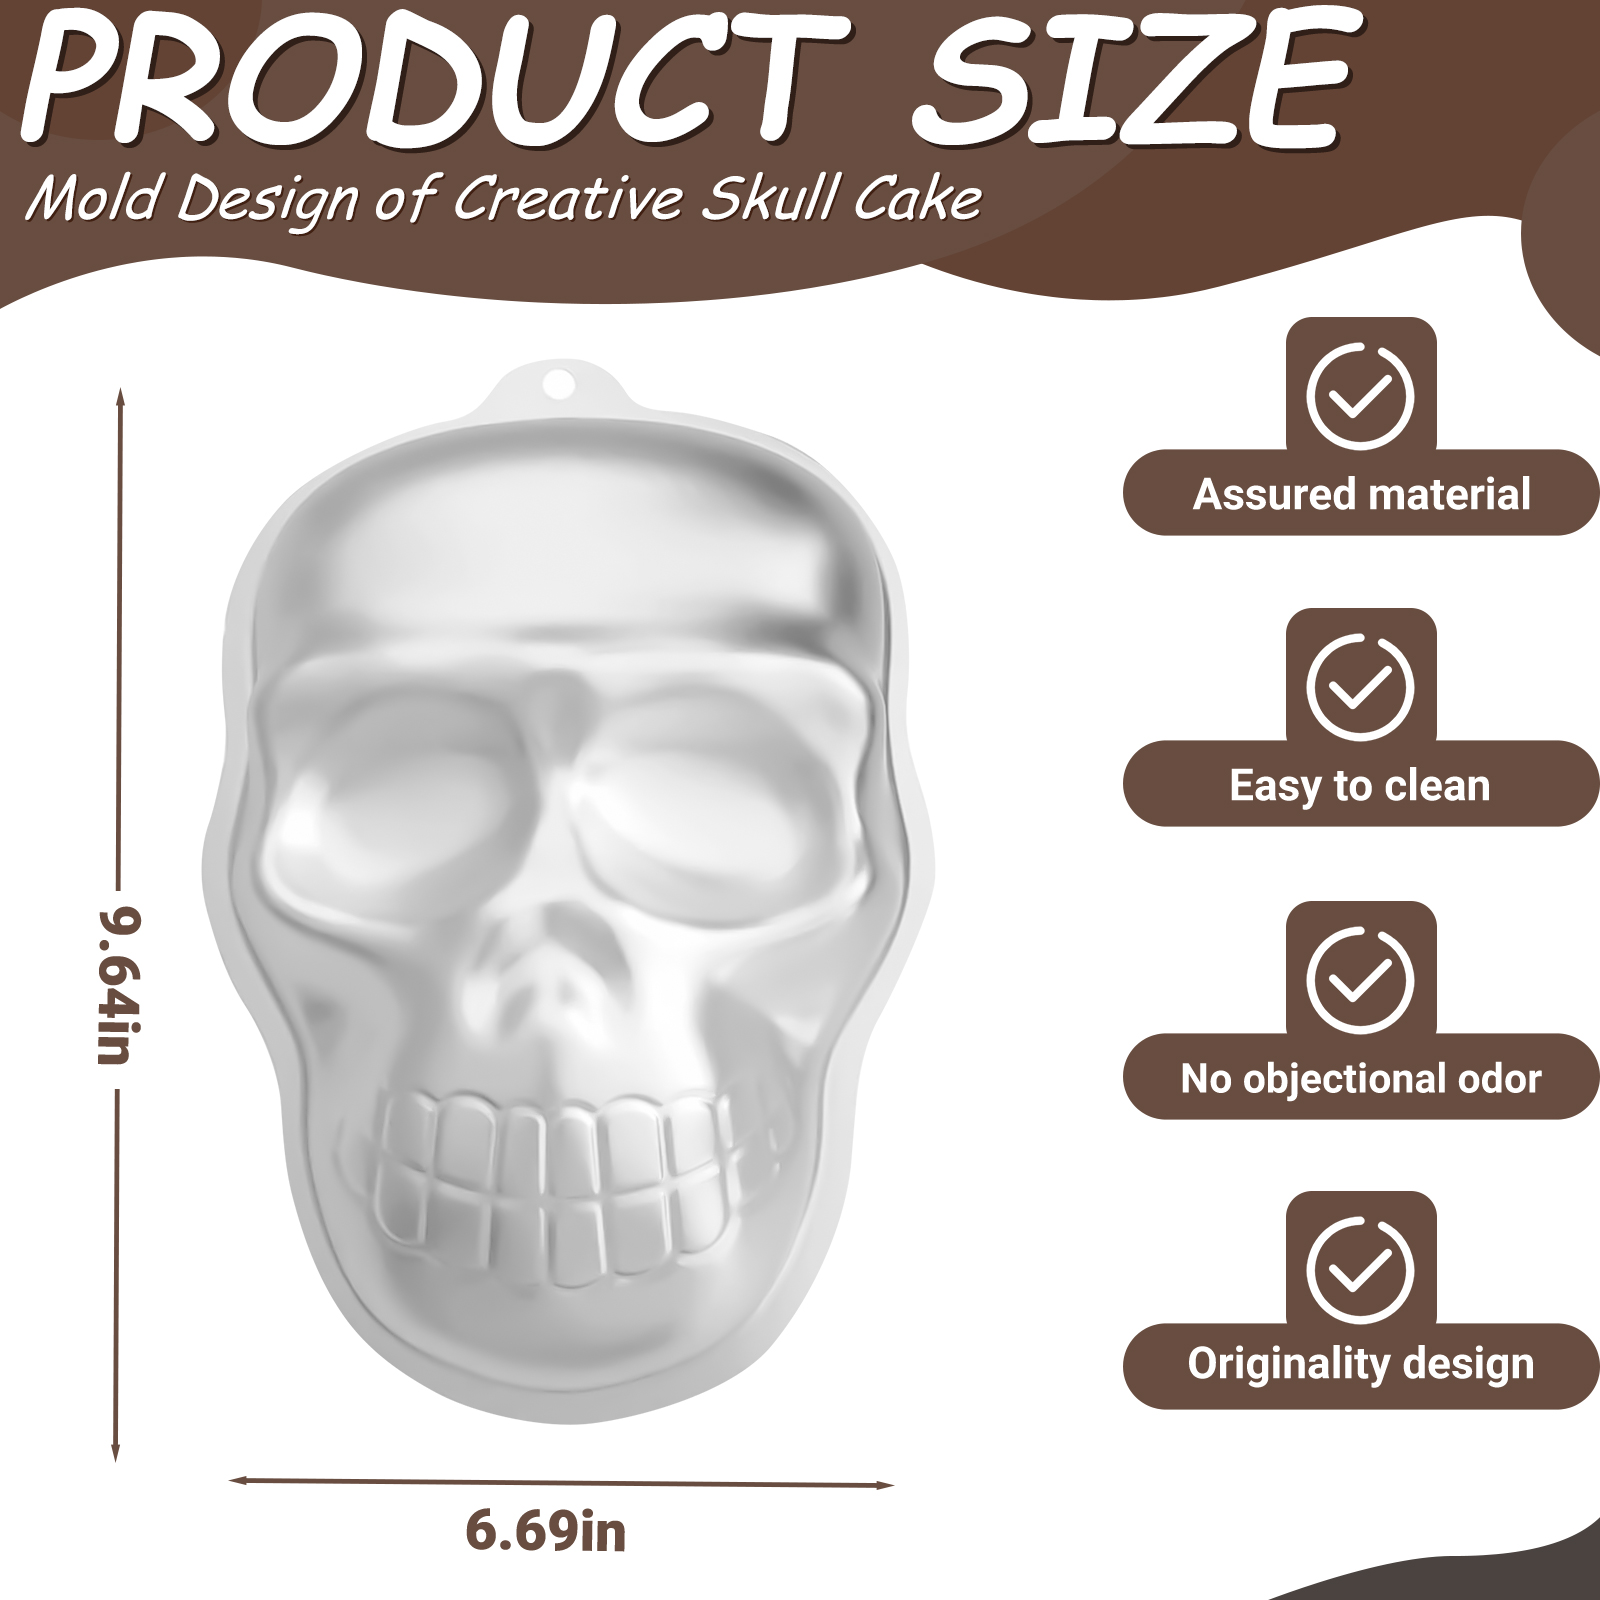 PRODUCT SIZE
Mold Design of Creative Skull Cake
Assured material
Easy to clean
No objectional odor
Originality design
9.64in
6.69in